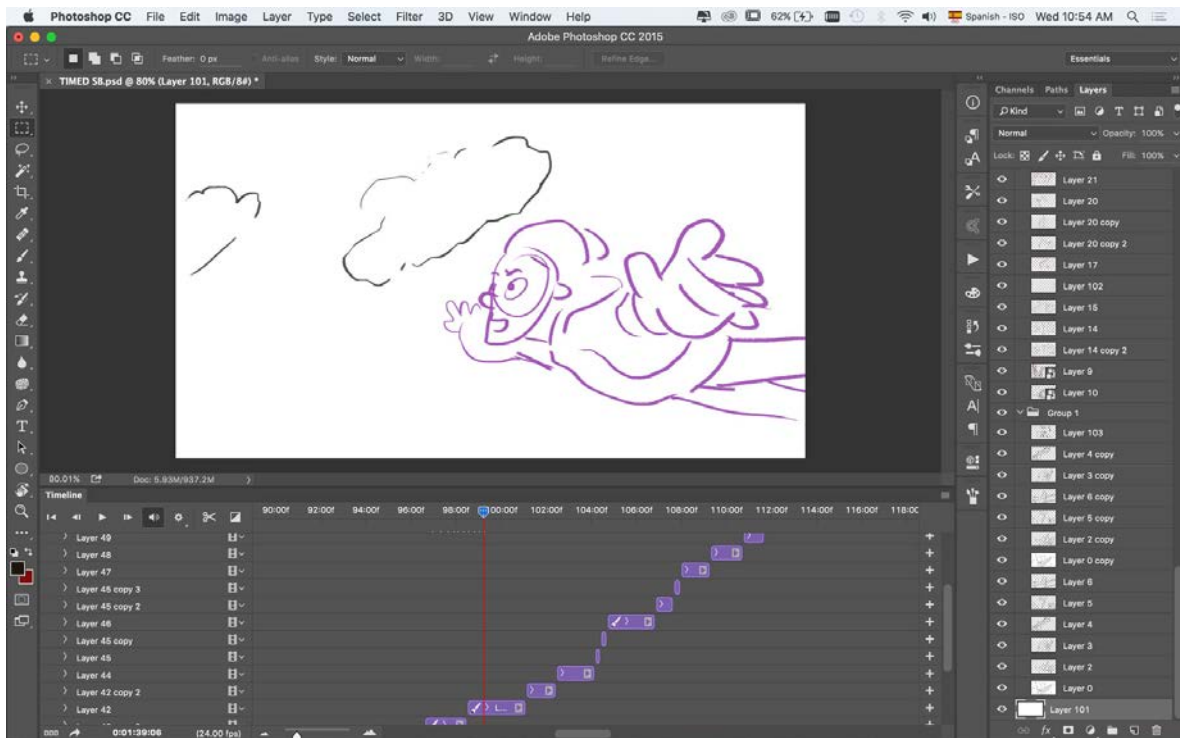 Photoshop CC File Edit Image Layer Type Select Filter 3D View Window Help 62% Spanish - ISO Wed 10:54 AM
Adobe Photoshop CC 2015
Feather: 0 px Anti-alias Style: Normal Width: Height: Refine Edge... Essentials
× TIMED SB.psd @ 80% (Layer 101, RGB/8#) *
Channels Paths Layers
Kind
Normal Opacity: 100%
Lock: Fill: 100%
Layer 21
Layer 20
Layer 20 copy
Layer 20 copy 2
Layer 17
Layer 102
Layer 15
Layer 14
Layer 14 copy 2
Layer 9
Layer 10
Group 1
Layer 103
Layer 4 copy
Layer 3 copy
Layer 6 copy
Layer 5 copy
Layer 2 copy
Layer 0 copy
Layer 6
Layer 5
Layer 4
Layer 3
Layer 2
Layer 0
Layer 101
fx
80.01% Doc: 5.93M/937.2M
Timeline
90:00f 92:00f 94:00f 96:00f 98:00f 100:00f 102:00f 104:00f 106:00f 108:00f 110:00f 112:00f 114:00f 116:00f
Layer 49
Layer 48
Layer 47
Layer 45 copy 3
Layer 45 copy 2
Layer 46
Layer 45 copy
Layer 45
Layer 44
Layer 42 copy 2
Layer 42 L...
0:01:39:06 (24.00 fps)